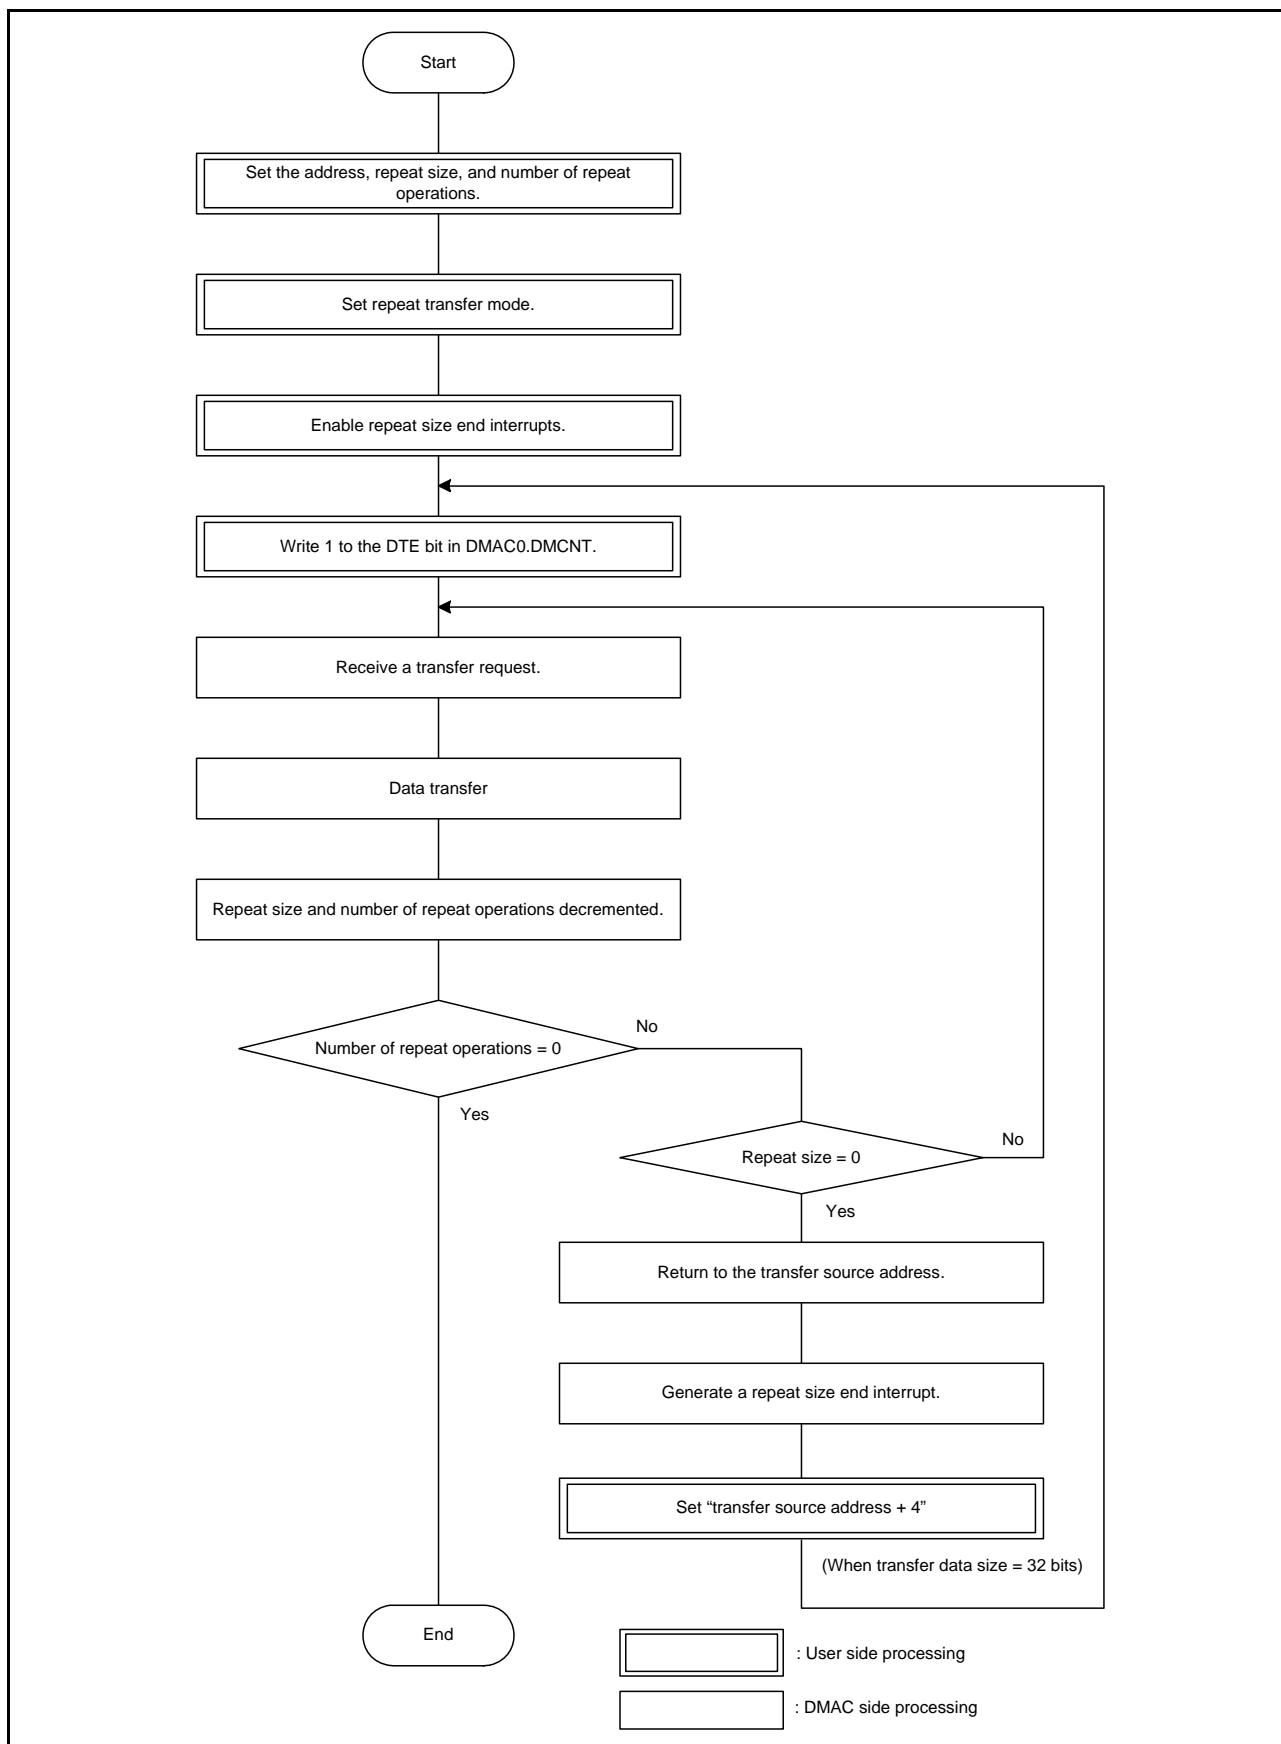 Start
Set the address, repeat size, and number of repeat
operations.
Set repeat transfer mode.
Enable repeat size end interrupts.
Write 1 to the DTE bit in DMAC0.DMCNT.
Receive a transfer request.
Data transfer
Repeat size and number of repeat operations decremented.
No
Number of repeat operations = 0
Yes
No
Repeat size = 0
Yes
Return to the transfer source address.
Generate a repeat size end interrupt.
Set “transfer source address + 4”
(When transfer data size = 32 bits)
End
: User side processing
: DMAC side processing